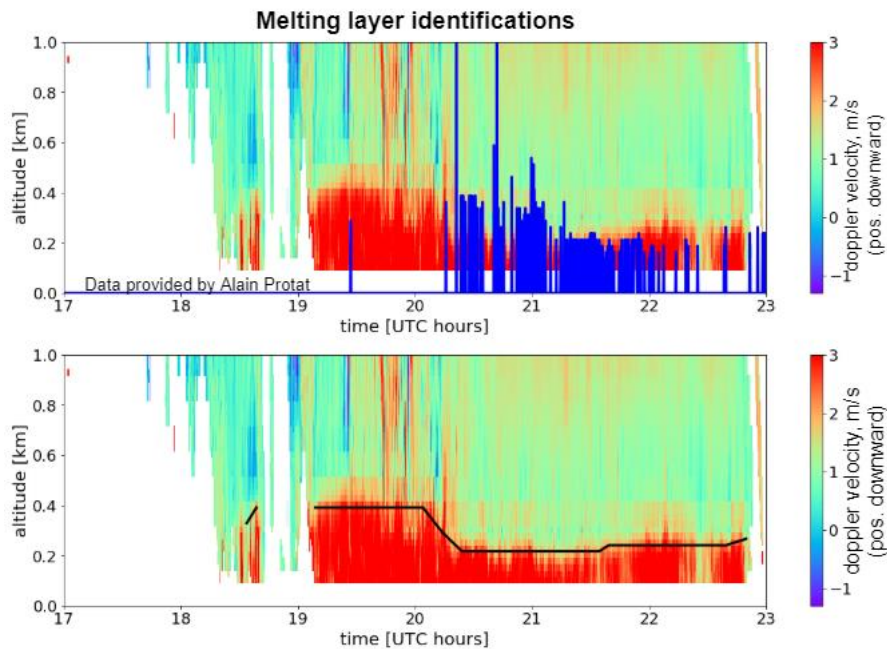 Melting layer identifications
1.0
0.8
0.6
0.4
0.2
0.0
altitude [km]
Data provided by Alain Protat
17 18 19 20 21 22 23
time [UTC hours]
3
2
1
0
−1
doppler velocity, m/s
(pos. downward)
1.0
0.8
0.6
0.4
0.2
0.0
altitude [km]
17 18 19 20 21 22 23
time [UTC hours]
3
2
1
0
−1
doppler velocity, m/s
(pos. downward)